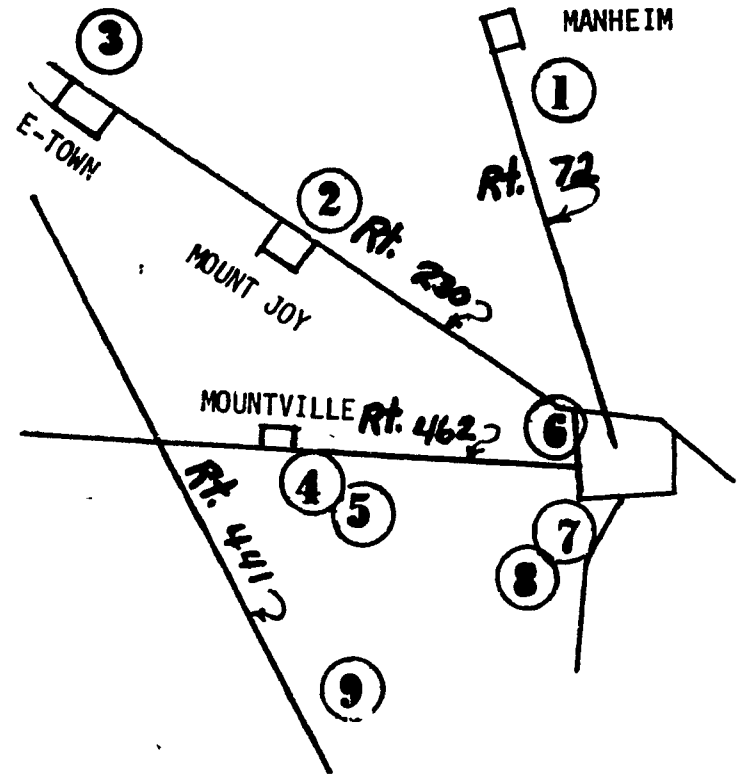 MANHEIM
3
1
E-TOWN
Rt. 72
2
Rt. 230
MOUNT JOY
MOUNTVILLE
Rt. 462
6
4
5
Rt. 441
7
8
9